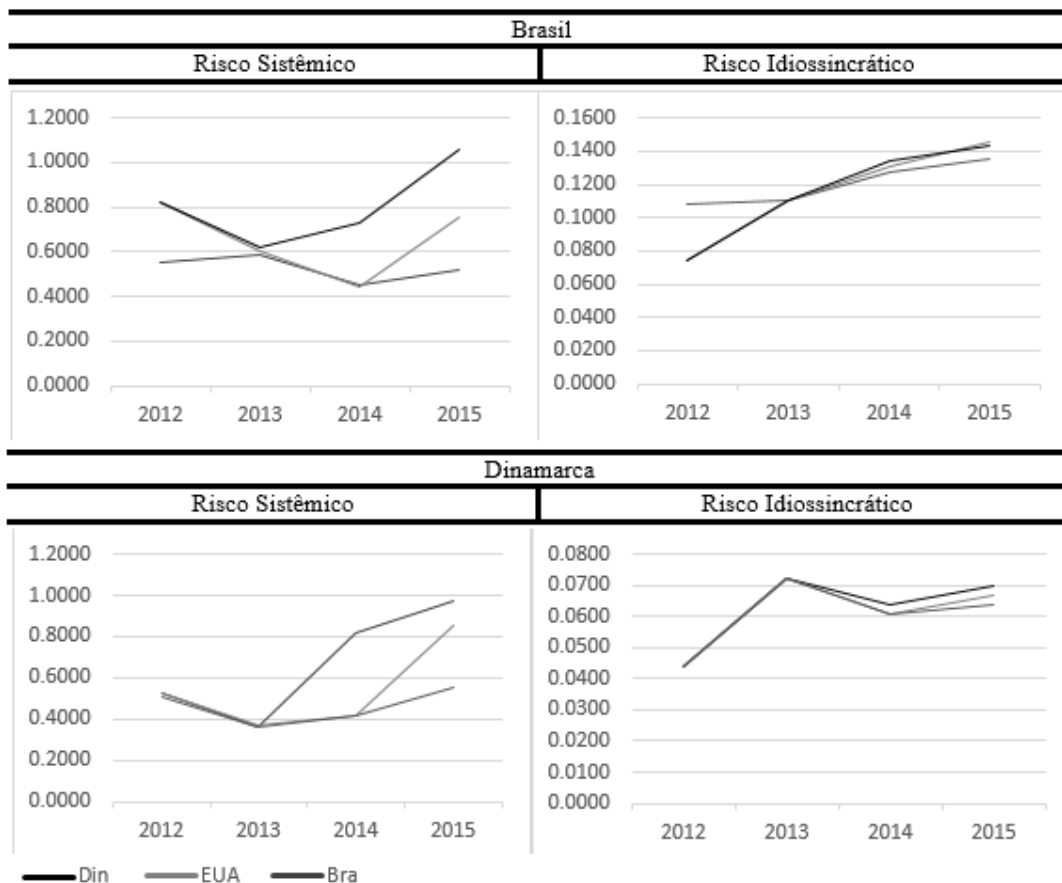 Brasil
Risco Sistêmico
Risco Idiossincrático
1.2000
1.0000
0.8000
0.6000
0.4000
0.2000
0.0000
2012 2013 2014 2015
0.1600
0.1400
0.1200
0.1000
0.0800
0.0600
0.0400
0.0200
0.0000
2012 2013 2014 2015
Dinamarca
Risco Sistêmico
Risco Idiossincrático
1.2000
1.0000
0.8000
0.6000
0.4000
0.2000
0.0000
2012 2013 2014 2015
0.0800
0.0700
0.0600
0.0500
0.0400
0.0300
0.0200
0.0100
0.0000
2012 2013 2014 2015
Din EUA Bra